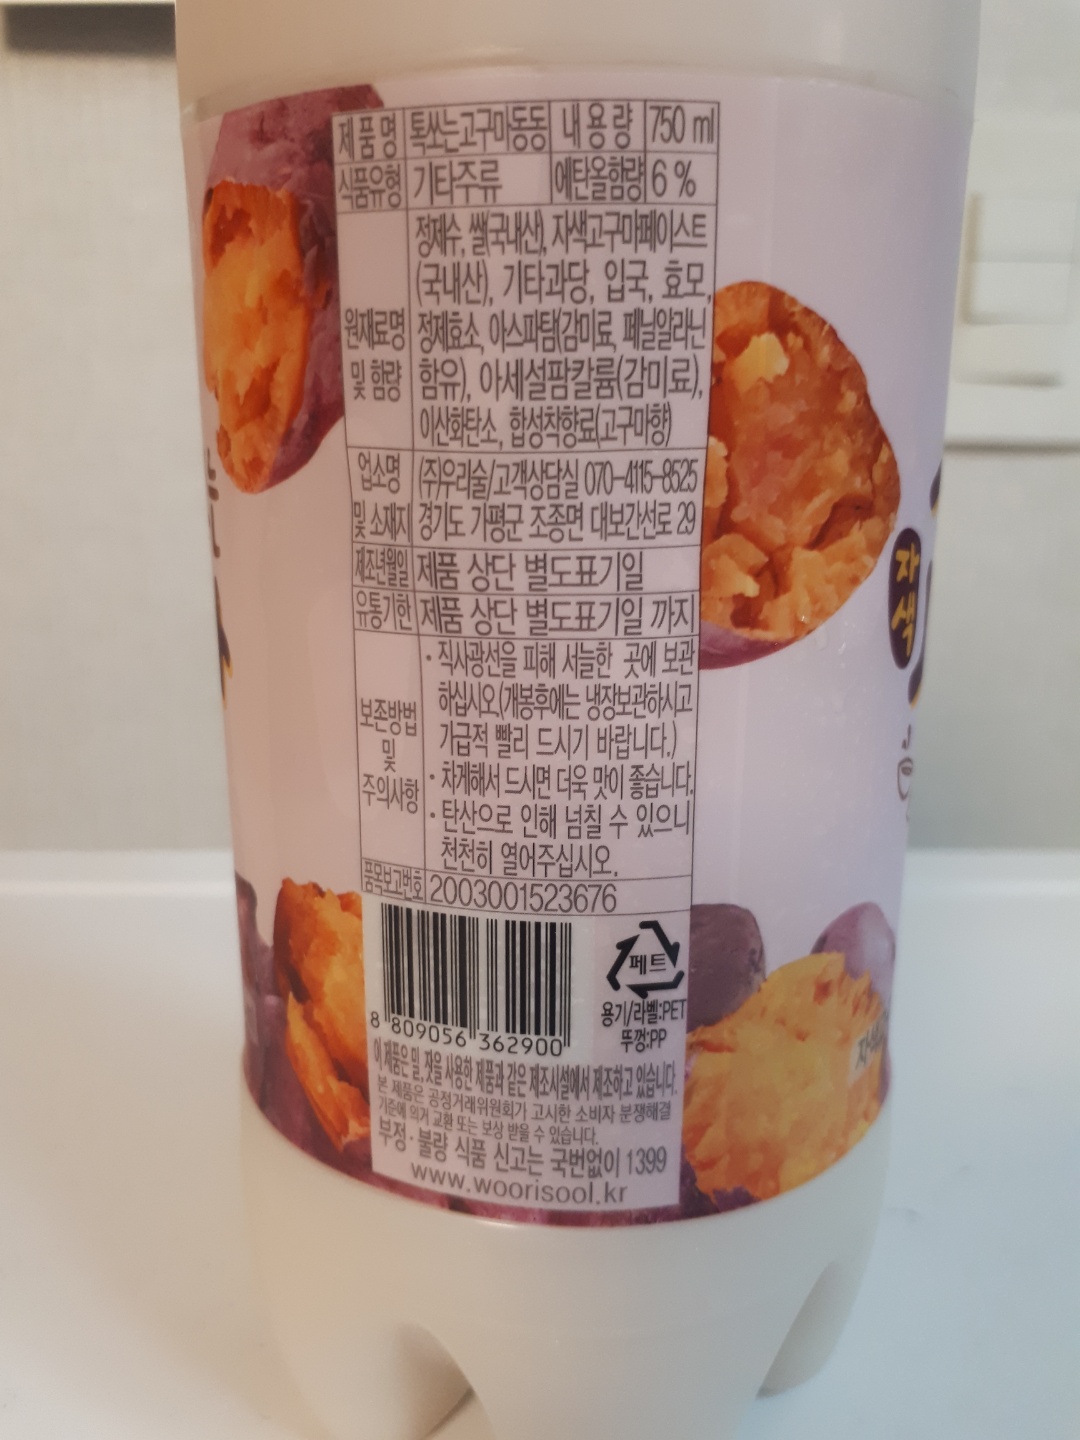 제품명 톡쏘는고구마동동 내용량 750 ml
식품유형 기타주류 에탄올함량 6 %
원재료명 및 함량
정제수, 쌀(국내산), 자색고구마페이스트
(국내산), 기타과당, 입국, 효모,
정제효소, 아스파탐(감미료, 페닐알라닌
함유), 아세설팜칼륨(감미료),
이산화탄소, 합성착향료(고구마향)
업소명 (주)우리술/고객상담실 070-4115-8525
및 소재지 경기도 가평군 조종면 대보간선로 29
제조년월일 제품 상단 별도표기일
유통기한 제품 상단 별도표기일 까지
보존방법
및
주의사항
· 직사광선을 피해 서늘한 곳에 보관
하십시오.(개봉후에는 냉장보관하시고
가급적 빨리 드시기 바랍니다.)
· 차게해서 드시면 더욱 맛이 좋습니다.
· 탄산으로 인해 넘칠 수 있으니
천천히 열어주십시오.
품목보고번호 2003001523676
페트
용기/라벨:PET
뚜껑:PP
8 809056 362900
이 제품은 밀, 잣을 사용한 제품과 같은 제조시설에서 제조하고 있습니다.
본 제품은 공정거래위원회가 고시한 소비자 분쟁해결
기준에 의거 교환 또는 보상 받을 수 있습니다.
부정·불량 식품 신고는 국번없이 1399
www.woorisool.kr
자색